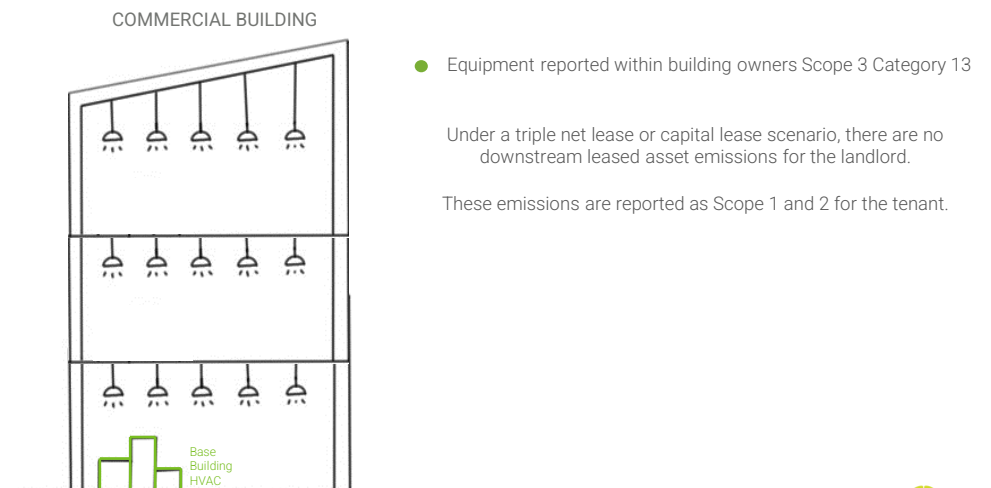 COMMERCIAL BUILDING
Equipment reported within building owners Scope 3 Category 13
Under a triple net lease or capital lease scenario, there are no
downstream leased asset emissions for the landlord.
These emissions are reported as Scope 1 and 2 for the tenant.
Base
Building
HVAC